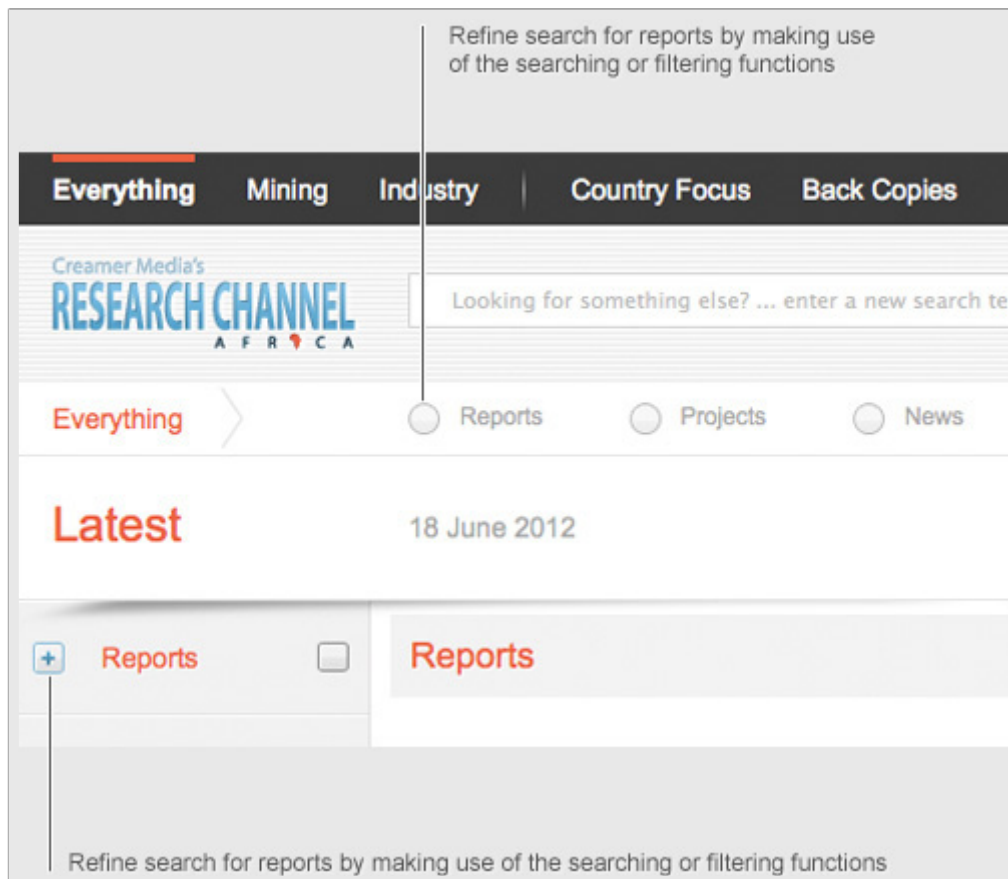 Refine search for reports by making use
of the searching or filtering functions
Everything Mining Industry Country Focus Back Copies
Creamer Media's
RESEARCH CHANNEL
AFRICA
Looking for something else? ... enter a new search te
Everything Reports Projects News
Latest 18 June 2012
Reports Reports
Refine search for reports by making use of the searching or filtering functions